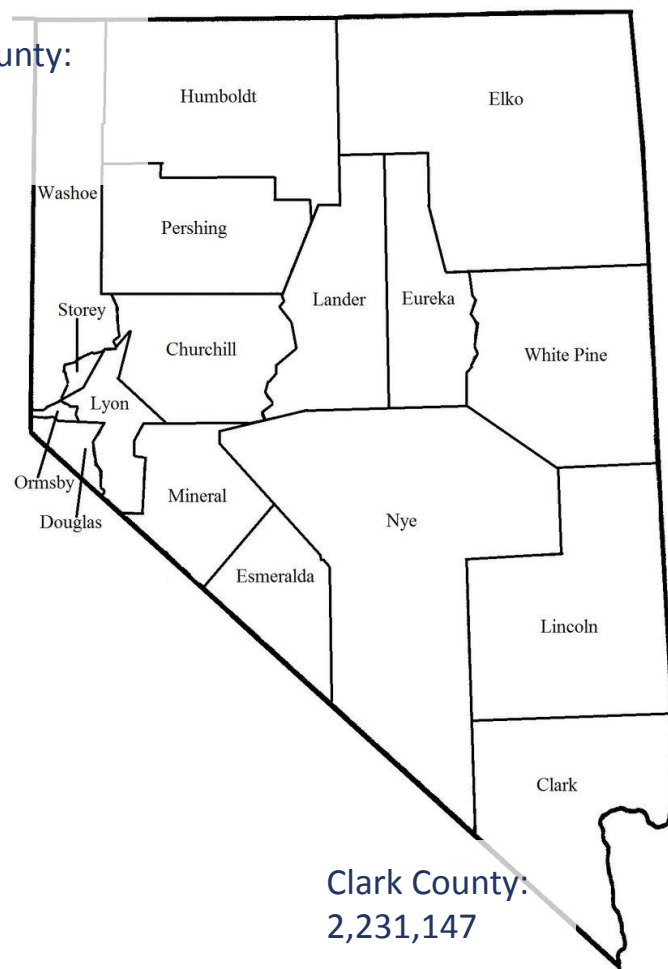 unty:
Humboldt
Elko
Washoe
Pershing
Storey
Lander
Eureka
Churchill
White Pine
Lyon
Ormsby
Mineral
Douglas
Nye
Esmeralda
Lincoln
Clark
Clark County:
2,231,147